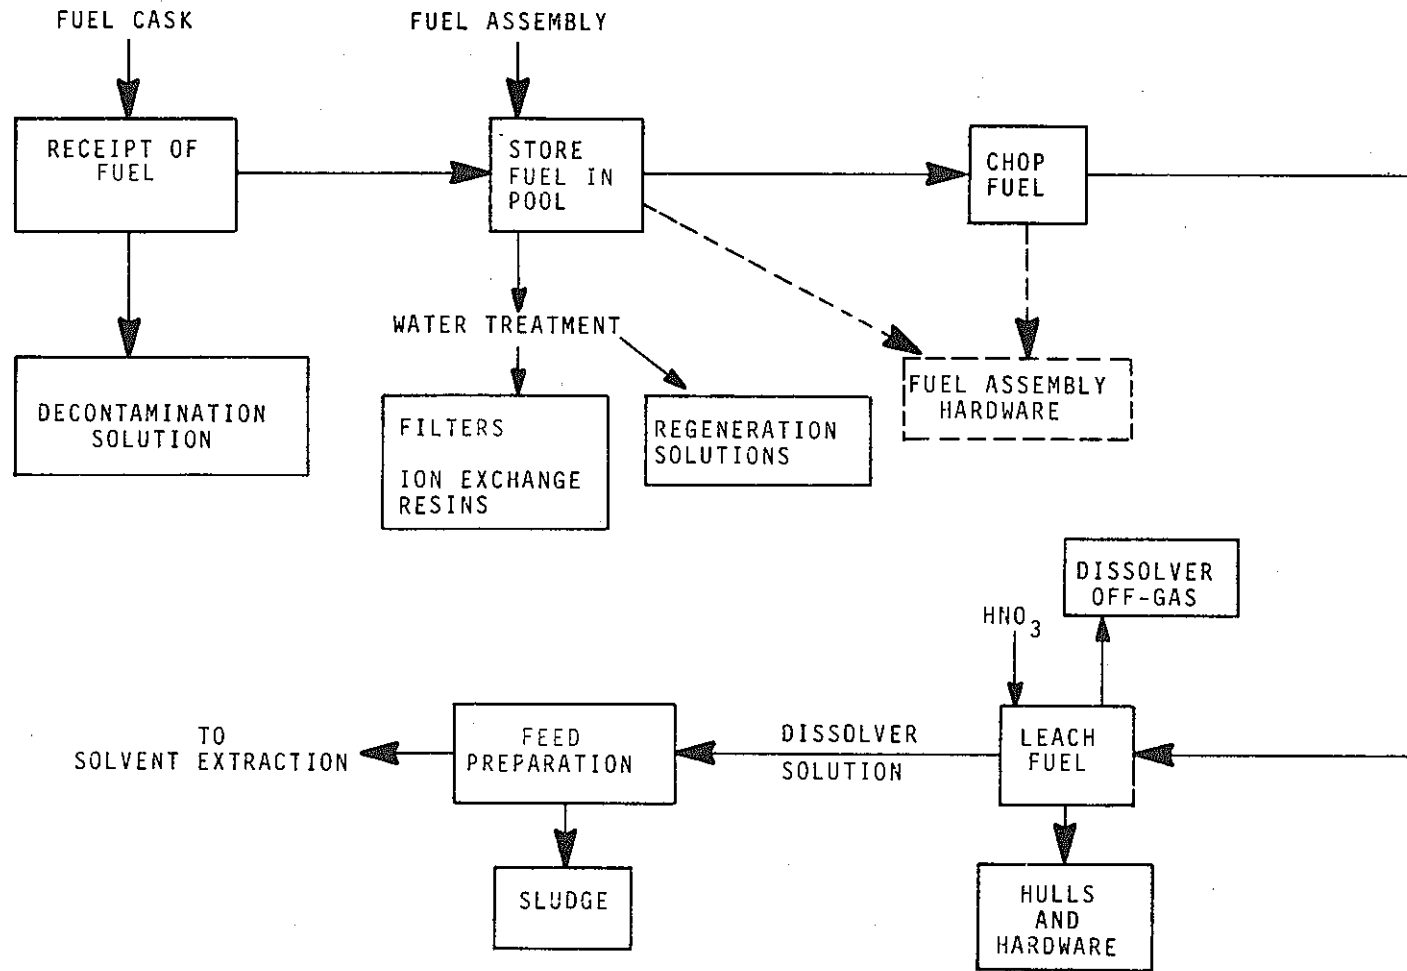 FUEL CASK
FUEL ASSEMBLY
RECEIPT OF
FUEL
STORE
FUEL IN
POOL
CHOP
FUEL
WATER TREATMENT
DECONTAMINATION
SOLUTION
FILTERS
ION EXCHANGE
RESINS
REGENERATION
SOLUTIONS
FUEL ASSEMBLY
HARDWARE
DISSOLVER
OFF-GAS
HNO3
TO
SOLVENT EXTRACTION
FEED
PREPARATION
DISSOLVER
SOLUTION
LEACH
FUEL
SLUDGE
HULLS
AND
HARDWARE